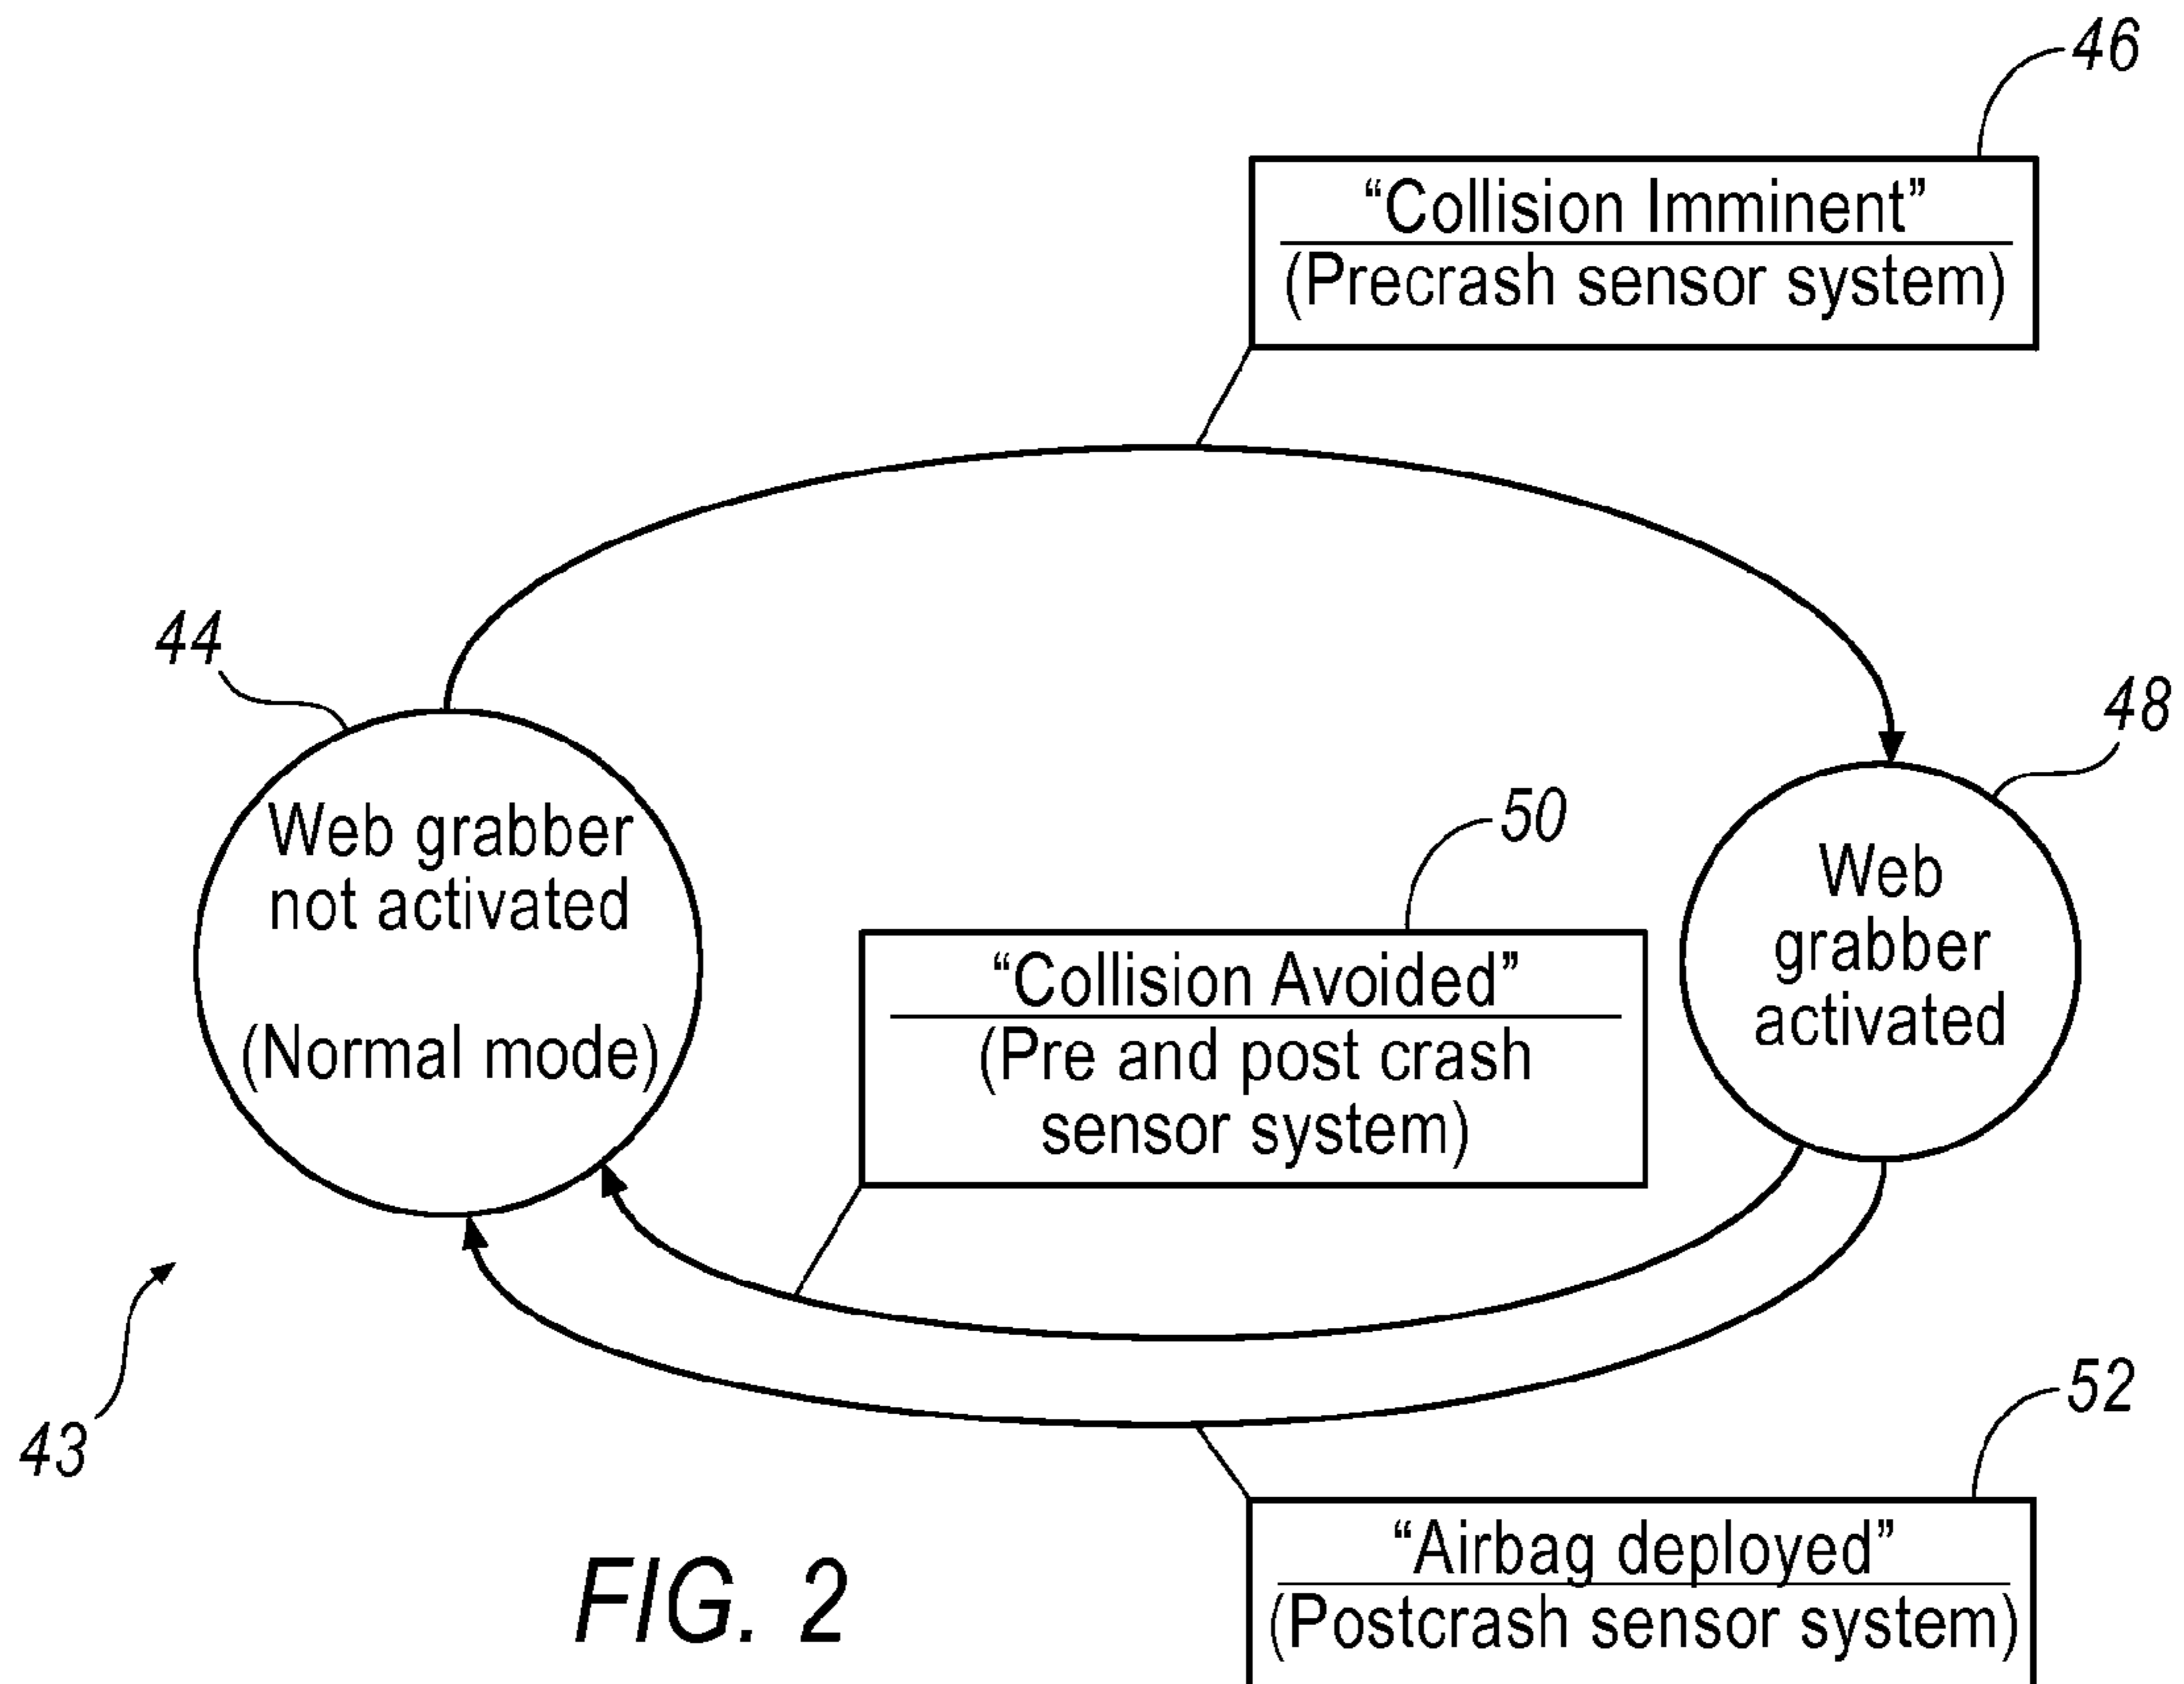 46
“Collision Imminent”
(Precrash sensor system)
44
48
Web grabber
not activated
(Normal mode)
50
“Collision Avoided”
(Pre and post crash
sensor system)
Web
grabber
activated
43
52
“Airbag deployed”
(Postcrash sensor system)
FIG. 2